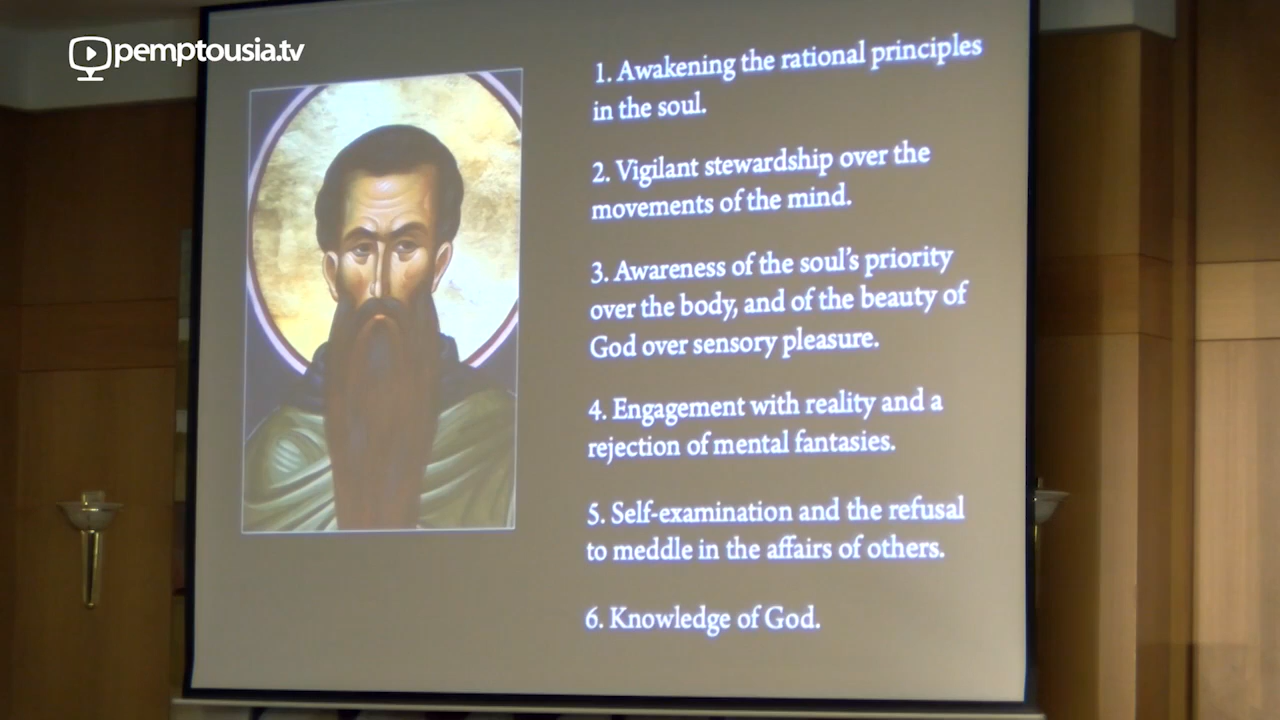 pemptousia.tv
1. Awakening the rational principles
in the soul.
2. Vigilant stewardship over the
movements of the mind.
3. Awareness of the soul's priority
over the body, and of the beauty of
God over sensory pleasure.
4. Engagement with reality and a
rejection of mental fantasies.
5. Self-examination and the refusal
to meddle in the affairs of others.
6. Knowledge of God.